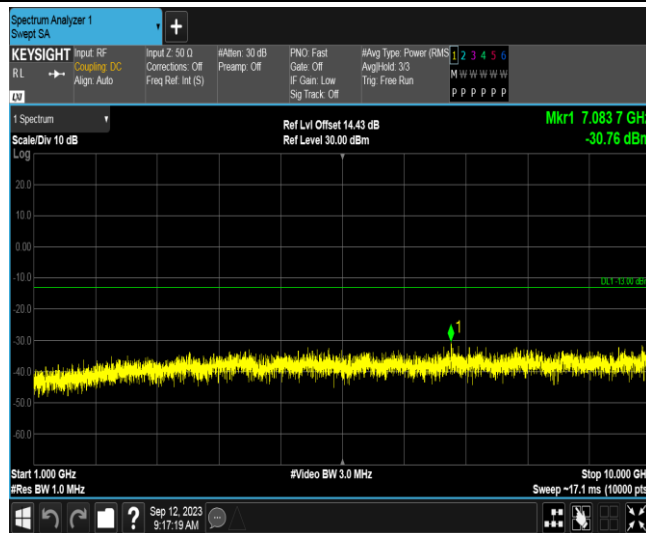 Spectrum Analyzer 1
Swept SA
+
KEYSIGHT Input: RF Input Z: 50 Ω #Atten: 30 dB PNO: Fast #Avg Type: Power (RMS 1 2 3 4 5 6
RL Coupling: DC Corrections: Off Preamp: Off Gate: Off Avg|Hold: 3/3 M W W W W W
Align: Auto Freq Ref: Int (S) IF Gain: Low Trig: Free Run
Sig Track: Off P P P P P P
LXI
1 Spectrum Ref Lvl Offset 14.43 dB Mkr1 7.083 7 GHz
Scale/Div 10 dB Ref Level 30.00 dBm -30.76 dBm
Log
20.0
10.0
0.00
-10.0
DL1 -13.00 dBm
-20.0
-30.0
1
-40.0
-50.0
-60.0
Start 1.000 GHz #Video BW 3.0 MHz Stop 10.000 GHz
#Res BW 1.0 MHz Sweep ~17.1 ms (10000 pts
? Sep 12, 2023
9:17:19 AM